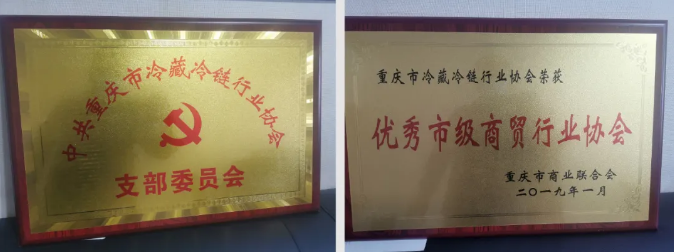 中共重庆市冷藏冷链行业协会
支部委员会
重庆市冷藏冷链行业协会荣获
优秀市级商贸行业协会
重庆市商业联合会
二〇一九年一月